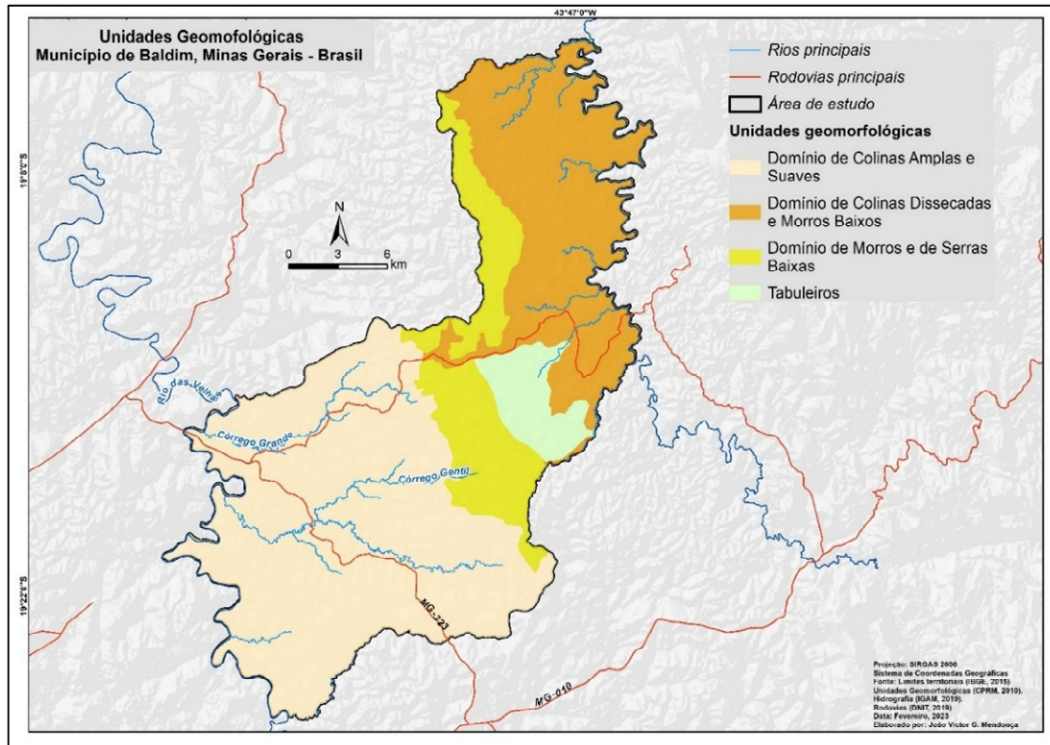 43°47'0"W
Unidades Geomofológicas
Município de Baldim, Minas Gerais - Brasil
Rios principais
Rodovias principais
Área de estudo
Unidades geomorfológicas
Domínio de Colinas Amplas e
Suaves
Domínio de Colinas Dissecadas
e Morros Baixos
Domínio de Morros e de Serras
Baixas
Tabuleiros
N
0 3 6
km
Rio das Velhas
Córrego Grande
Córrego Gentil
MG-323
MG-010
19°22'0"S
Projeção: SIRGAS 2000
Sistema de Coordenadas Geográficas
Fonte: Limites territoriais (IBGE, 2015).
Unidades Geomorfológicas (CPRM, 2010).
Hidrografia (IGAM, 2019).
Rodovias (DNIT, 2019)
Data: Fevereiro, 2023
Elaborado por: João Victor G. Mendonça